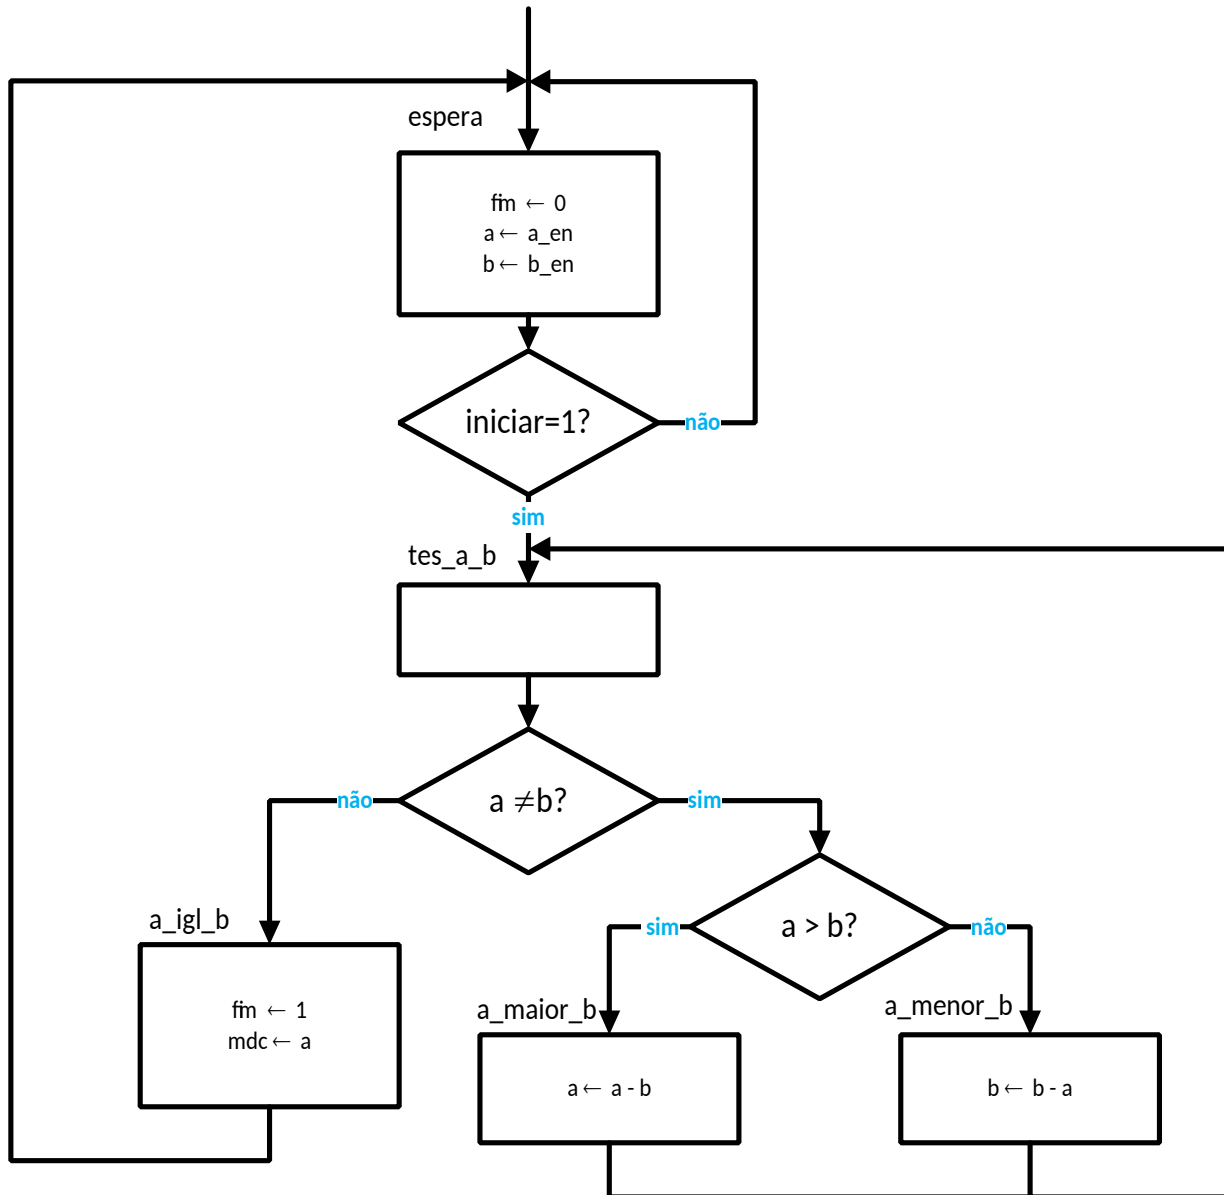 espera
fim ← 0
a ← a_en
b ← b_en
iniciar=1?
não
sim
tes_a_b
a ≠b?
não
sim
a > b?
sim
não
a_igl_b
fim ← 1
mdc ← a
a_maior_b
a ← a - b
a_menor_b
b ← b - a